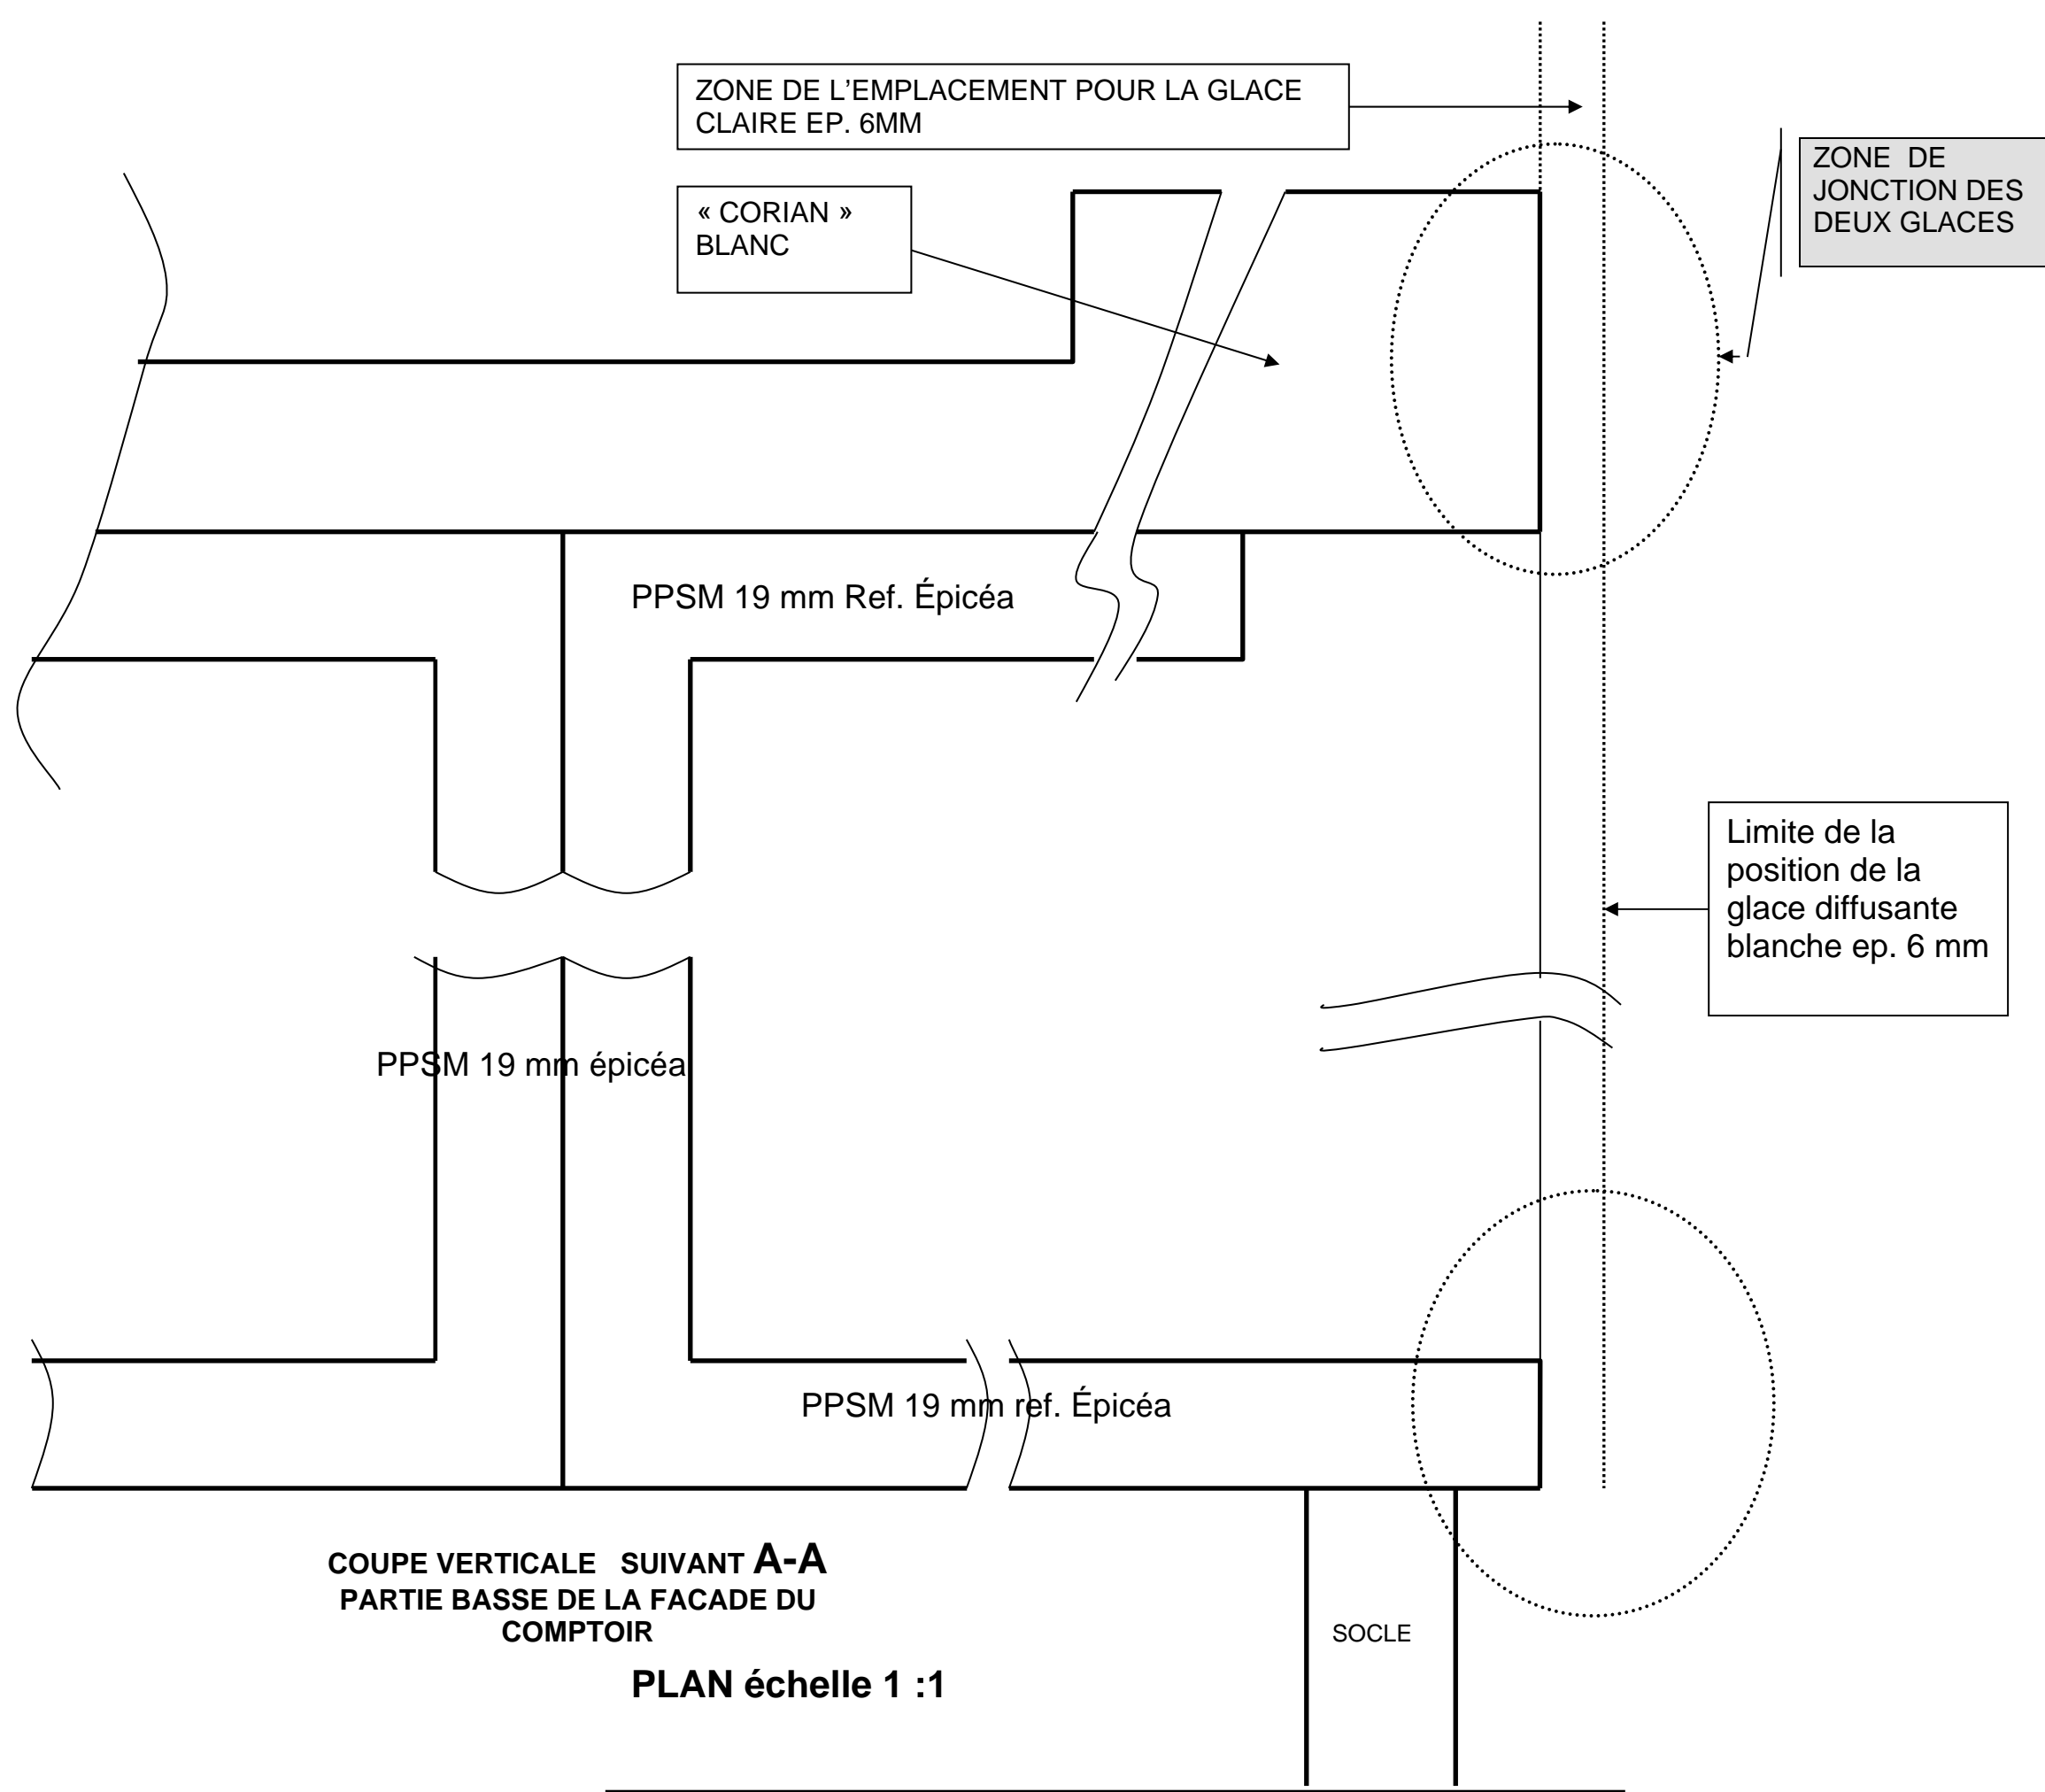 ZONE DE L’EMPLACEMENT POUR LA GLACE
CLAIRE EP. 6MM
ZONE DE
JONCTION DES
DEUX GLACES
« CORIAN »
BLANC
PPSM 19 mm Ref. Épicéa
Limite de la
position de la
glace diffusante
blanche ep. 6 mm
PPSM 19 mm épicéa
PPSM 19 mm ref. Épicéa
COUPE VERTICALE SUIVANT A-A
PARTIE BASSE DE LA FACADE DU
COMPTOIR
SOCLE
PLAN échelle 1 :1